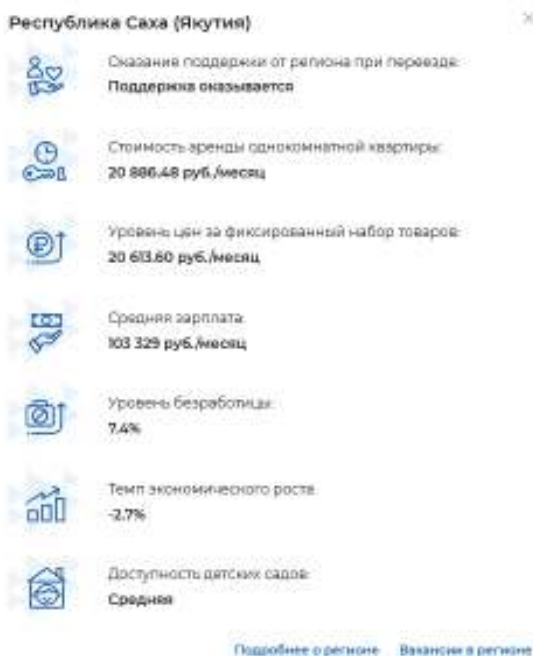 Республика Саха (Якутия)
Оказание поддержки от региона при переезде:
Поддержка оказывается
Стоимость аренды однокомнатной квартиры:
20 886.48 руб./месяц
Уровень цен за фиксированный набор товаров:
20 613.60 руб./месяц
Средняя зарплата:
103 329 руб./месяц
Уровень безработицы:
7.4%
Темп экономического роста:
-2.7%
Доступность детских садов:
Средняя
Подробнее о регионе Вакансии в регионе